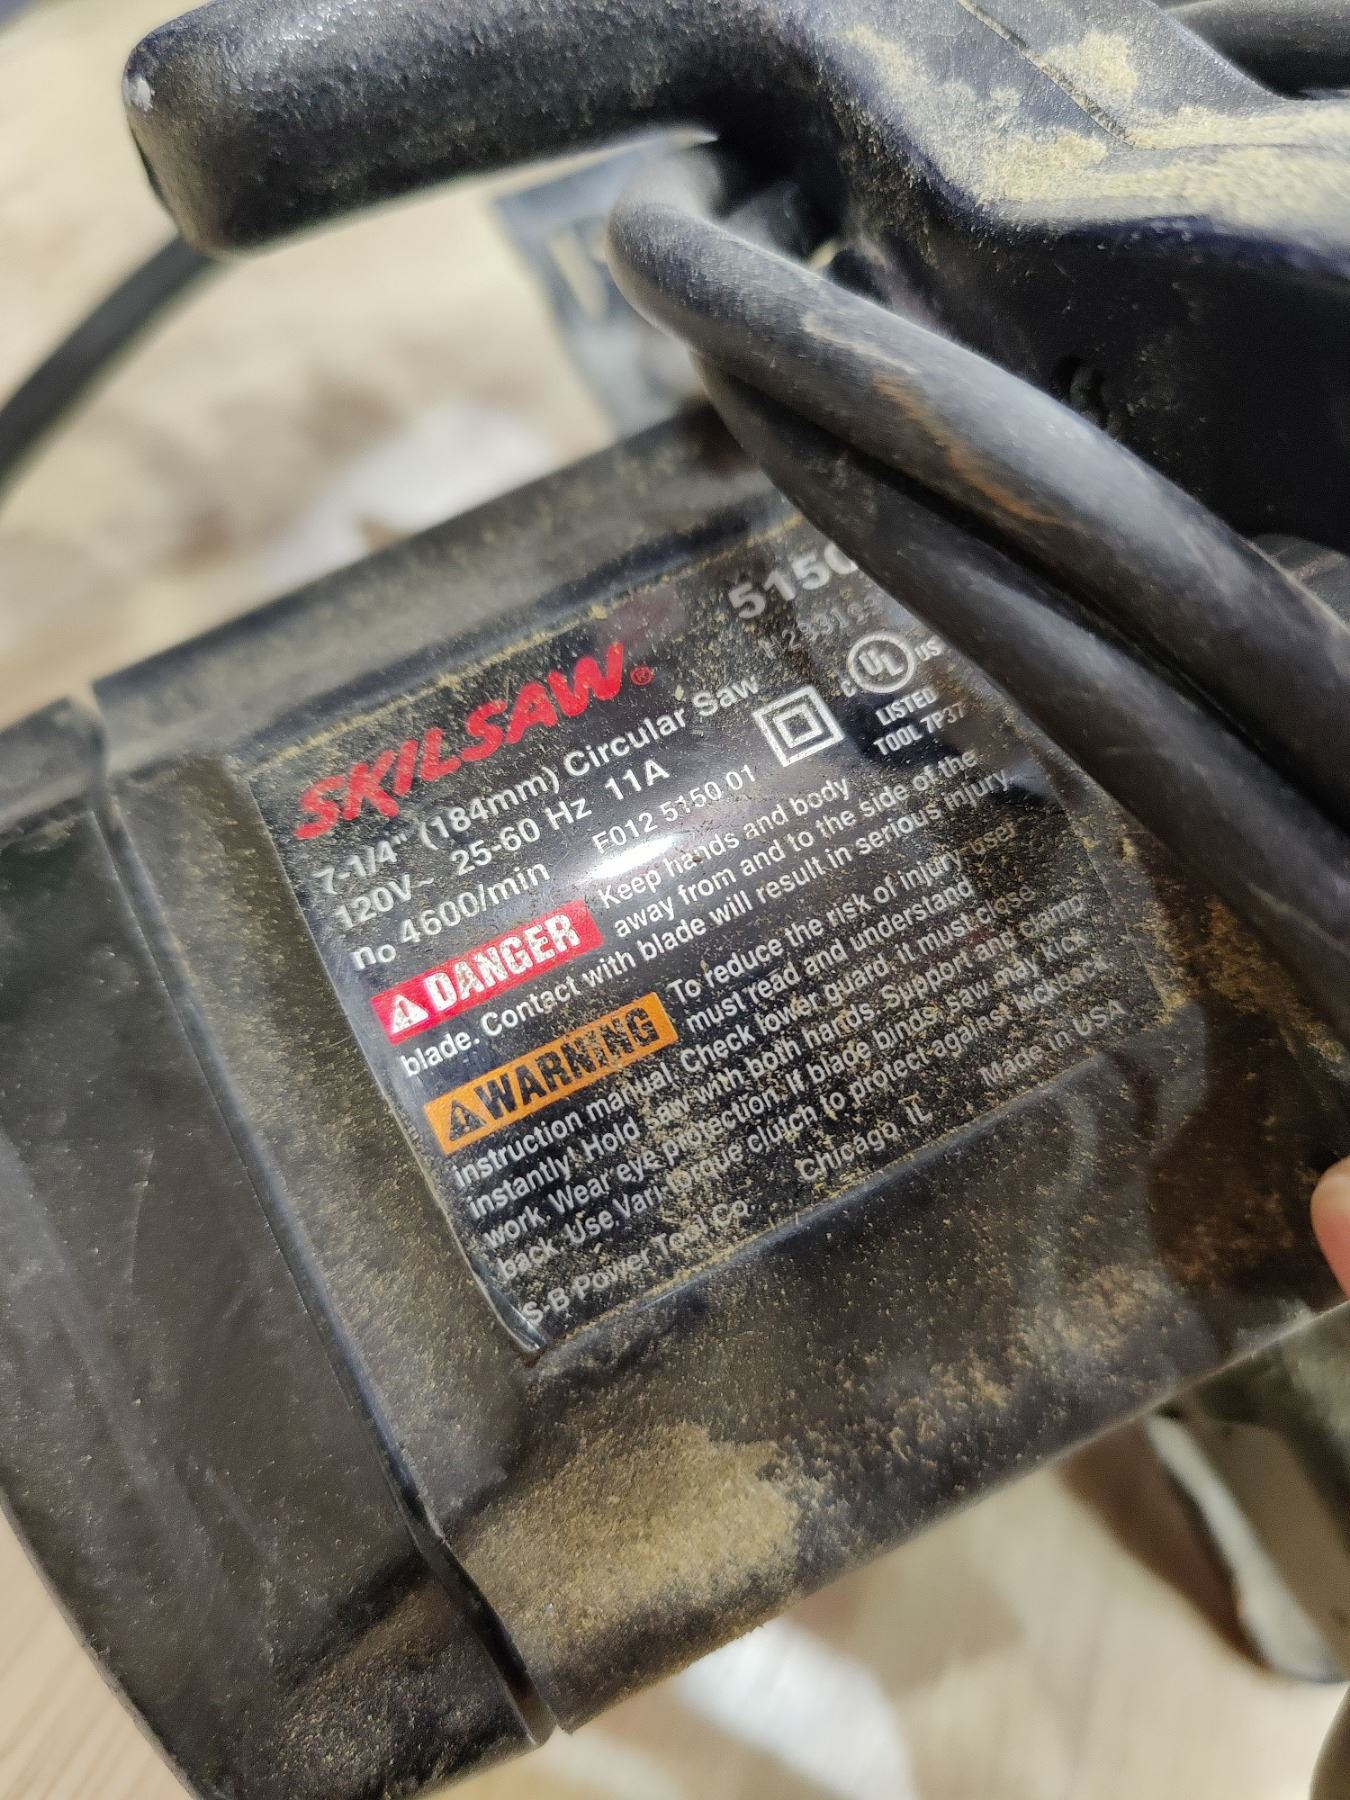 SKILSAW®
5150
7-1/4" (184mm) Circular Saw
120V~ 25-60 Hz 11A
no 4600/min F012 5150 01
C UL US
LISTED
TOOL 7P37
DANGER Keep hands and body
away from and to the side of the
blade. Contact with blade will result in serious injury.
WARNING To reduce the risk of injury, user
must read and understand
instruction manual. Check lower guard, it must close
instantly! Hold saw with both hands. Support and clamp
work. Wear eye protection. If blade binds, saw may kick
back. Use Vari-torque clutch to protect against kickback.
S-B Power Tool Co. Chicago, IL Made in USA